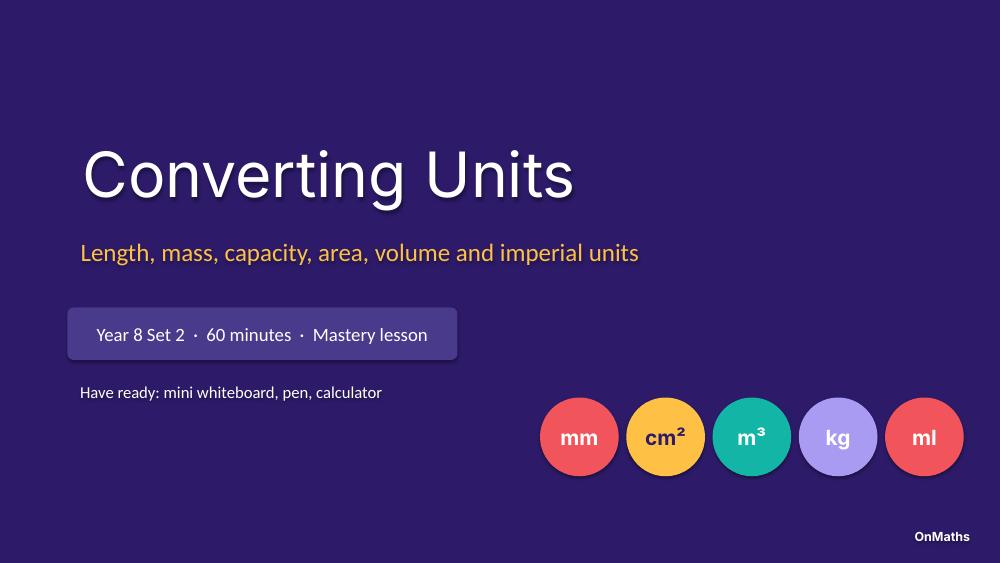 Converting Units
Length, mass, capacity, area, volume and imperial units
Year 8 Set 2 · 60 minutes · Mastery lesson
Have ready: mini whiteboard, pen, calculator
mm cm² m³ kg ml
OnMaths